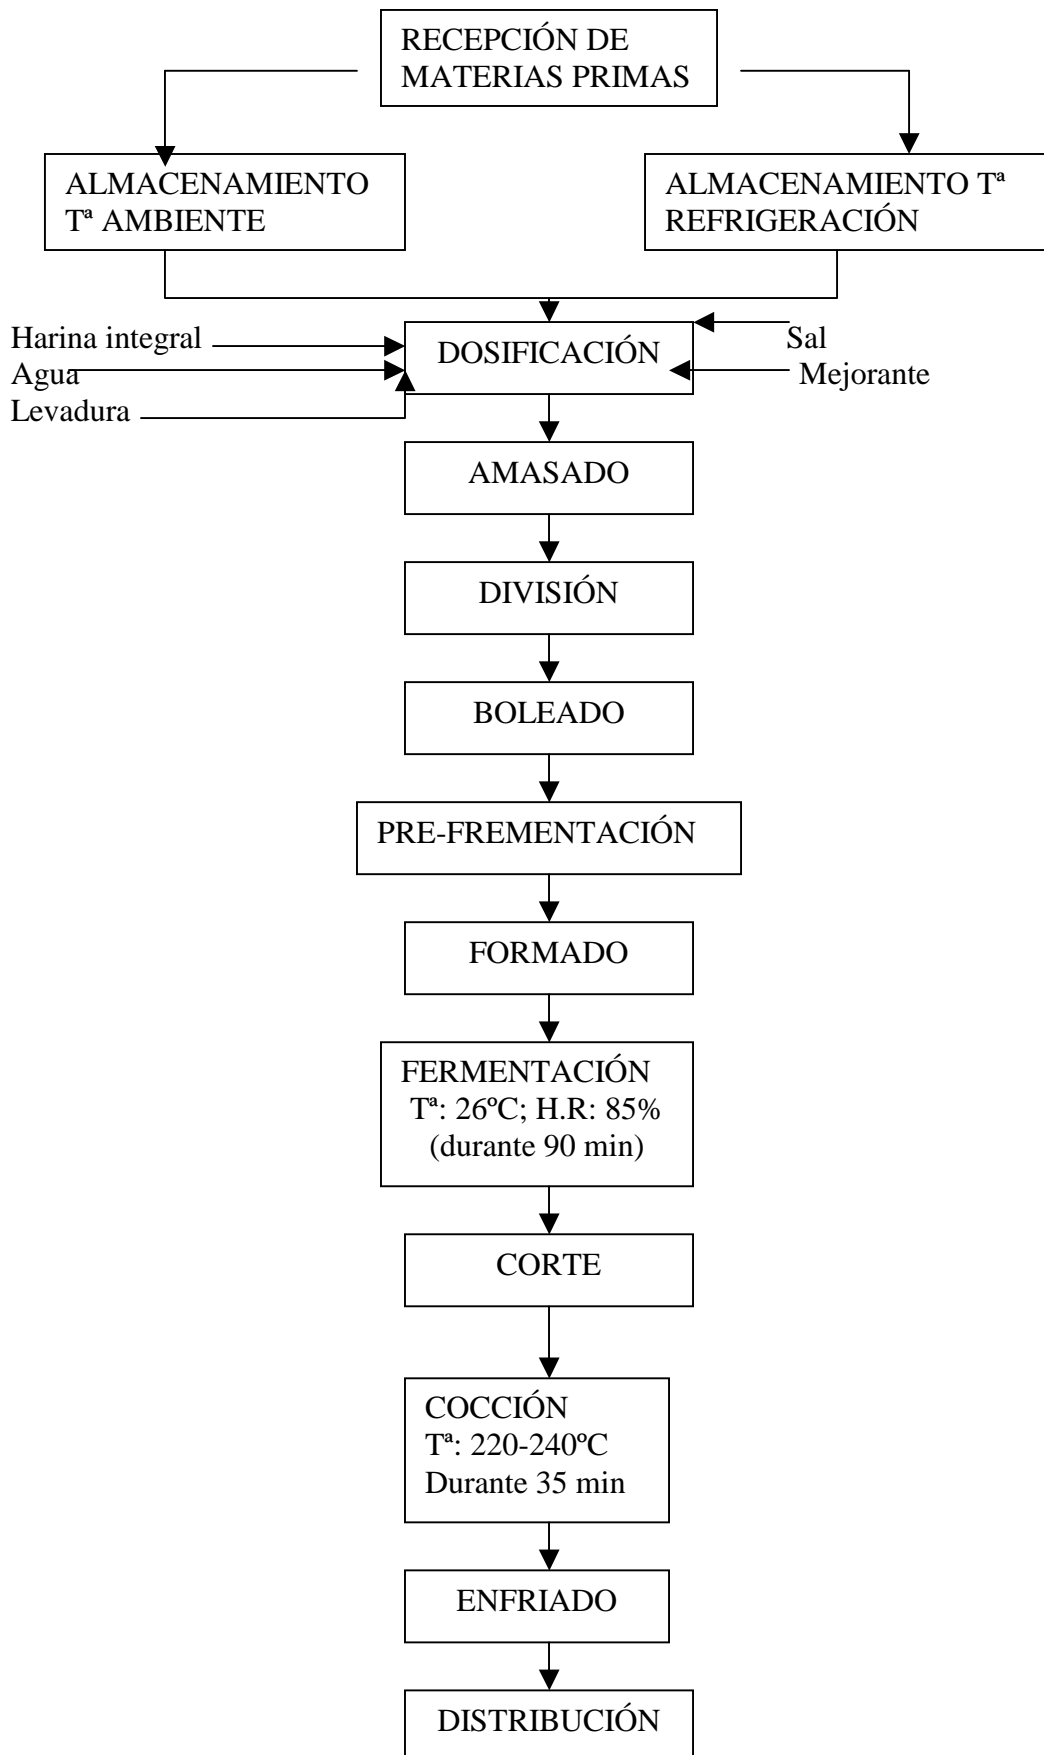 RECEPCIÓN DE
MATERIAS PRIMAS
ALMACENAMIENTO
Tª AMBIENTE
ALMACENAMIENTO Tª
REFRIGERACIÓN
Harina integral
Agua
Levadura
DOSIFICACIÓN
Sal
Mejorante
AMASADO
DIVISIÓN
BOLEADO
PRE-FREMENTACIÓN
FORMADO
FERMENTACIÓN
Tª: 26ºC; H.R: 85%
(durante 90 min)
CORTE
COCCIÓN
Tª: 220-240ºC
Durante 35 min
ENFRIADO
DISTRIBUCIÓN